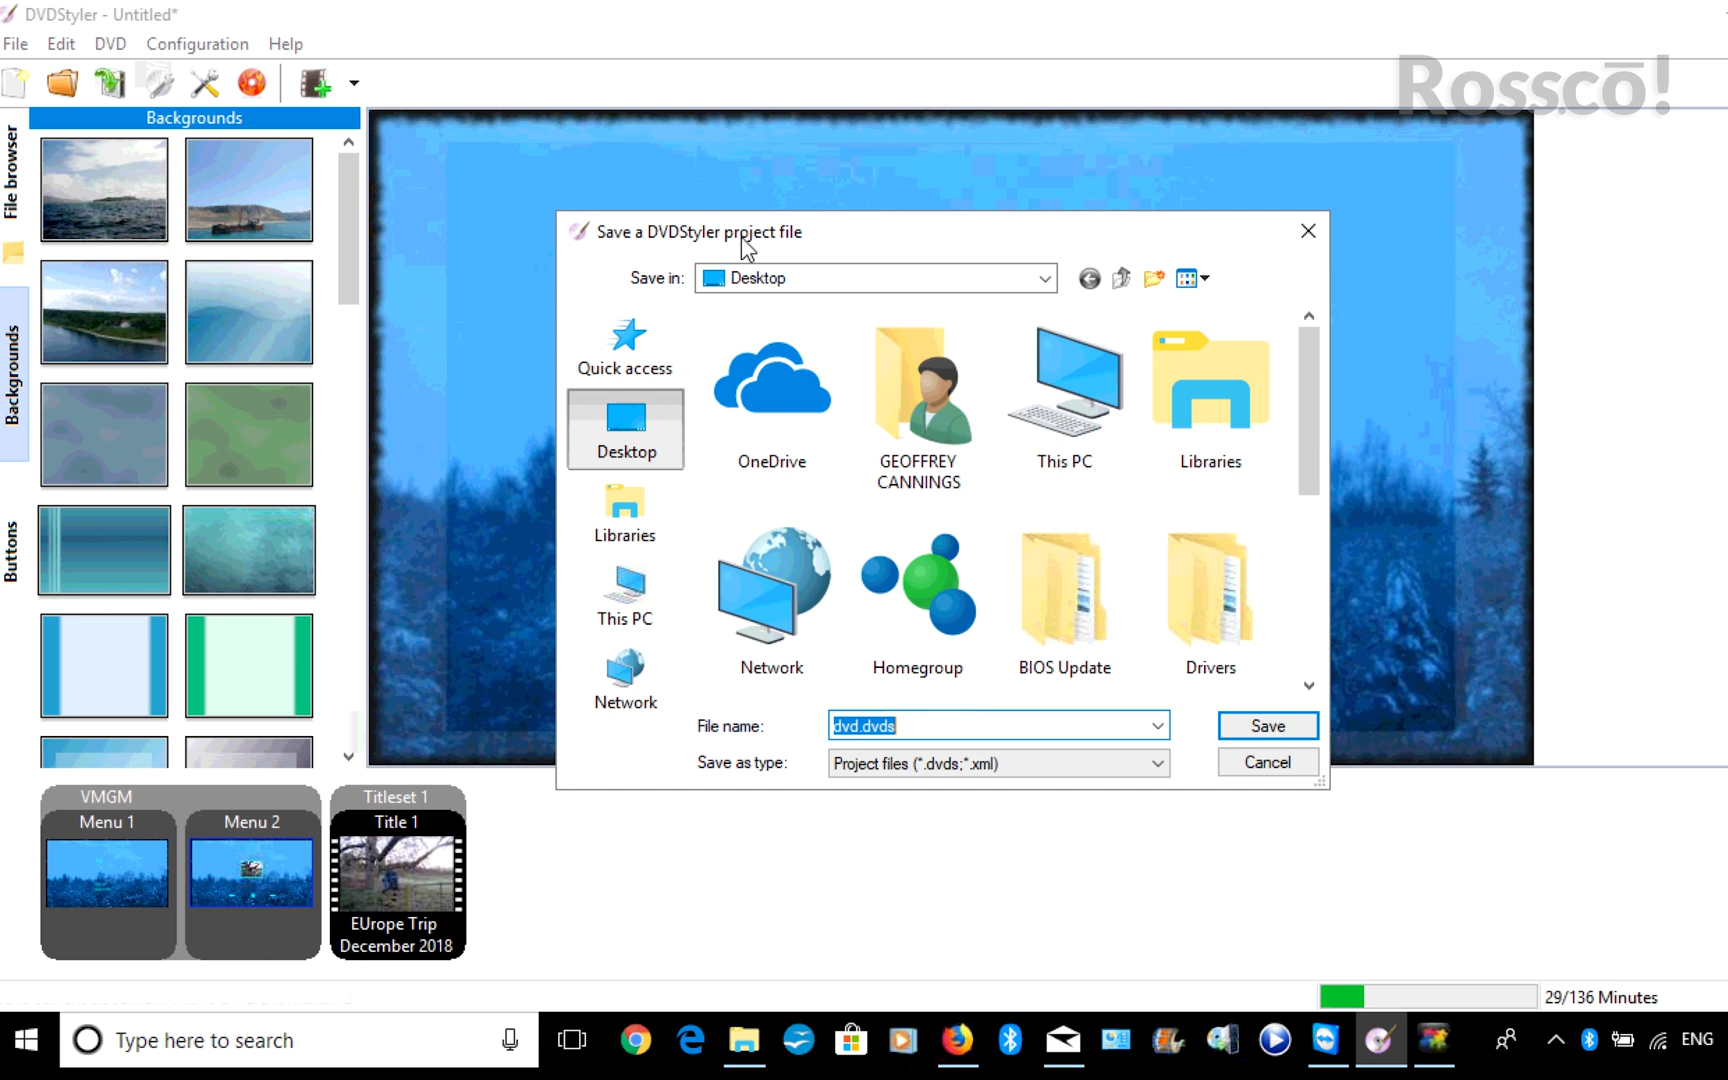 DVDStyler - Untitled*
File Edit DVD Configuration Help
Rossco!
Backgrounds
File browser
Backgrounds
Buttons
Save a DVDStyler project file
Save in: Desktop
Quick access
Desktop
Libraries
This PC
Network
OneDrive
GEOFFREY
CANNINGS
This PC
Libraries
Network
Homegroup
BIOS Update
Drivers
File name: dvd.dvds
Save
Save as type: Project files (*.dvds;*.xml)
Cancel
VMGM
Titleset 1
Menu 1
Menu 2
Title 1
EUrope Trip
December 2018
29/136 Minutes
Type here to search
ENG